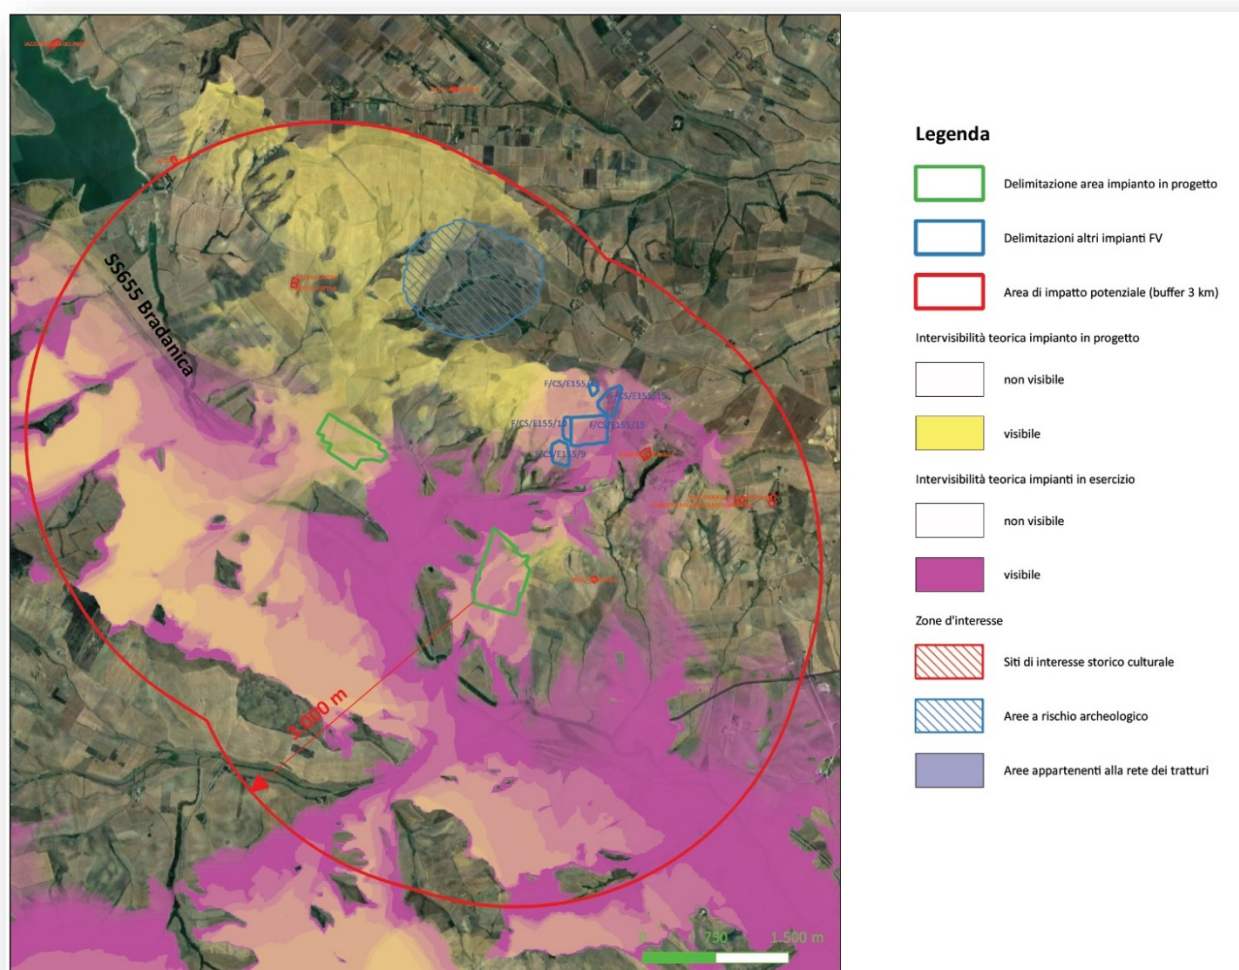 SS655 Bradanica
F/CS/E155/15
F/CS/E155/9
3.000 m
0 750 1.500 m
Legenda
Delimitazione area impianto in progetto
Delimitazioni altri impianti FV
Area di impatto potenziale (buffer 3 km)
Intervisibilità teorica impianto in progetto
non visibile
visibile
Intervisibilità teorica impianti in esercizio
non visibile
visibile
Zone d'interesse
Siti di interesse storico culturale
Aree a rischio archeologico
Aree appartenenti alla rete dei tratturi